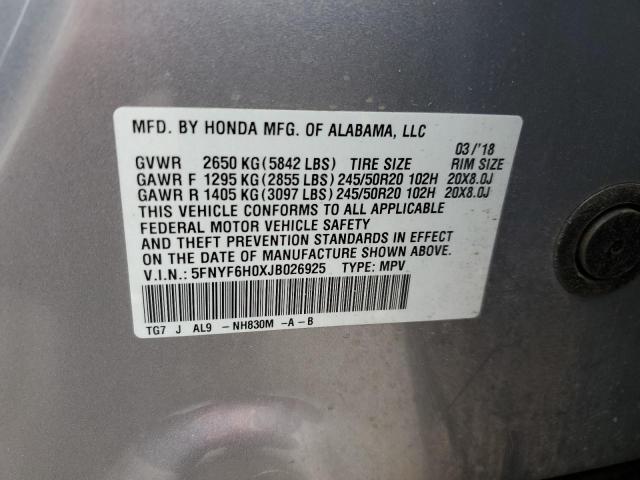 MFD. BY HONDA MFG. OF ALABAMA, LLC
03/'18
GVWR 2650 KG(5842 LBS) TIRE SIZE RIM SIZE
GAWR F 1295 KG(2855 LBS)245/50R20 102H 20X8.0J
GAWR R 1405 KG(3097 LBS)245/50R20 102H 20X8.0J
THIS VEHICLE CONFORMS TO ALL APPLICABLE
FEDERAL MOTOR VEHICLE SAFETY
AND THEFT PREVENTION STANDARDS IN EFFECT
ON THE DATE OF MANUFACTURE SHOWN ABOVE.
V.I.N.: 5FNYF6H0XJB026925 TYPE: MPV
TG7 J AL9 -NH830M -A-B